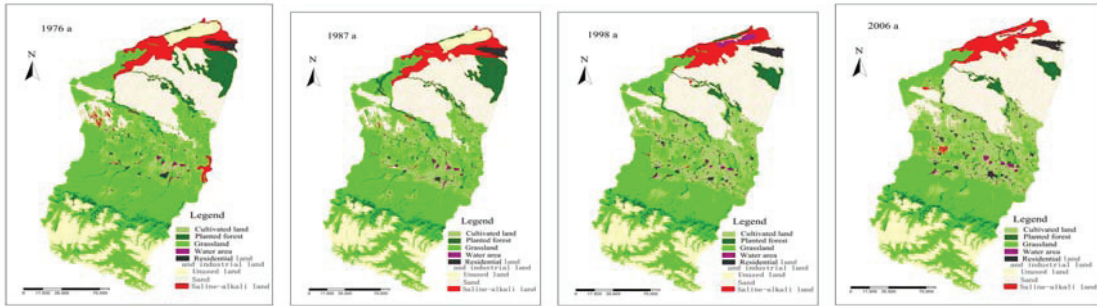 1976 a
N
Legend
Cultivated land
Planted forest
Grassland
Water area
Residential land
and industrial land
Unused land
Sand
Saline-alkali land
1987 a
N
Legend
Cultivated land
Planted forest
Grassland
Water area
Residential land
and industrial land
Unused land
Sand
Saline-alkali land
1998 a
N
Legend
Cultivated land
Planted forest
Grassland
Water area
Residential land
and industrial land
Unused land
Sand
Saline-alkali land
2006 a
N
Legend
Cultivated land
Planted forest
Grassland
Water area
Residential land
and industrial land
Unused land
Sand
Saline-alkali land